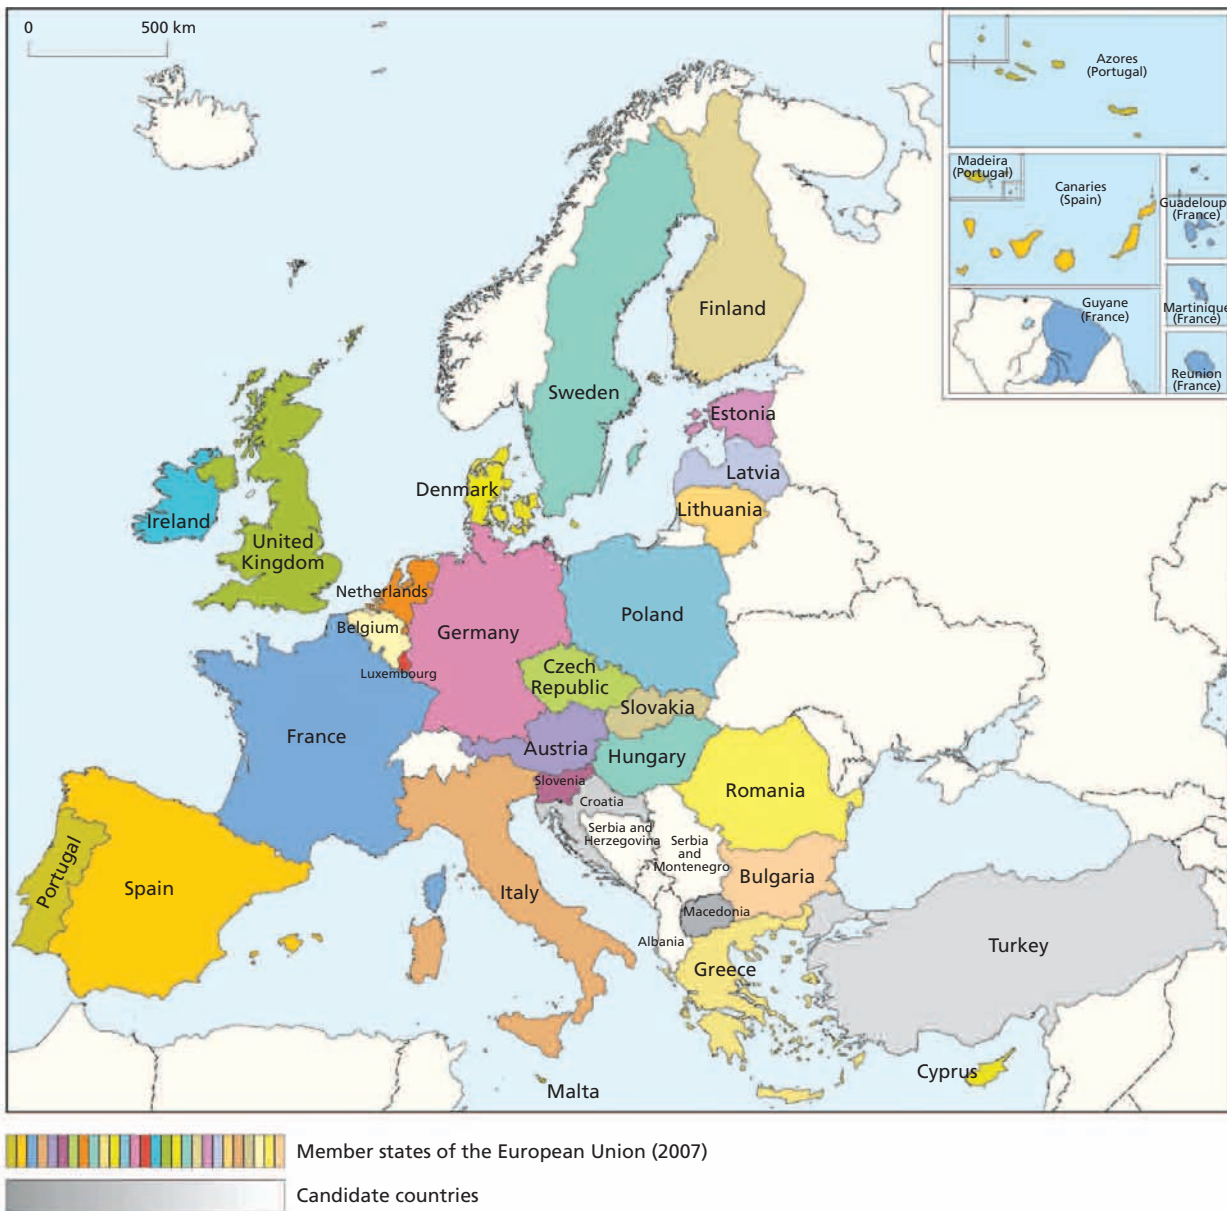 0 500 km
Azores
(Portugal)
Madeira
(Portugal)
Canaries
(Spain)
Guadeloup
(France)
Guyane
(France)
Martinique
(France)
Reunion
(France)
Finland
Sweden
Estonia
Latvia
Lithuania
Denmark
Ireland
United
Kingdom
Netherlands
Belgium
Luxembourg
Germany
Poland
Czech
Republic
Slovakia
France
Austria
Hungary
Slovenia
Croatia
Romania
Serbia and
Herzegovina
Serbia
and
Montenegro
Portugal
Spain
Italy
Bulgaria
Macedonia
Albania
Greece
Turkey
Malta
Cyprus
Member states of the European Union (2007)
Candidate countries